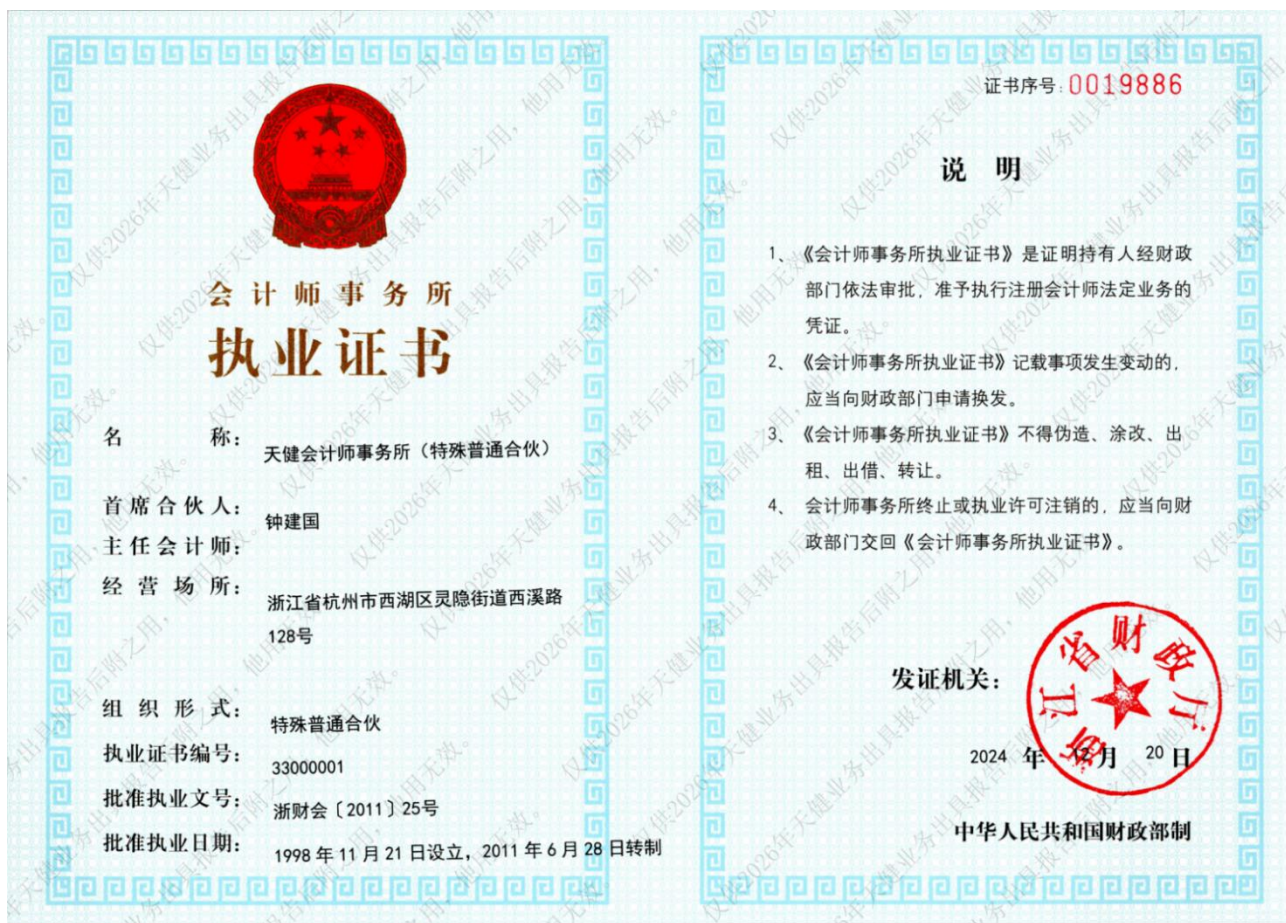 会计师事务所
执业证书
名称：
天健会计师事务所（特殊普通合伙）
首席合伙人：
钟建国
主任会计师：
经营场所：
浙江省杭州市西湖区灵隐街道西溪路
128号
组织形式：
特殊普通合伙
执业证书编号：
33000001
批准执业文号：
浙财会〔2011〕25号
批准执业日期：
1998年11月21日设立，2011年6月28日转制
证书序号：0019886
说明
1、《会计师事务所执业证书》是证明持有人经财政
部门依法审批，准予执行注册会计师法定业务的
凭证。
2、《会计师事务所执业证书》记载事项发生变动的，
应当向财政部门申请换发。
3、《会计师事务所执业证书》不得伪造、涂改、出
租、出借、转让。
4、会计师事务所终止或执业许可注销的，应当向财
政部门交回《会计师事务所执业证书》。
发证机关：
浙江省财政厅
2024年12月20日
中华人民共和国财政部制
仅供2026年天健业务出具报告后附之用，他用无效。